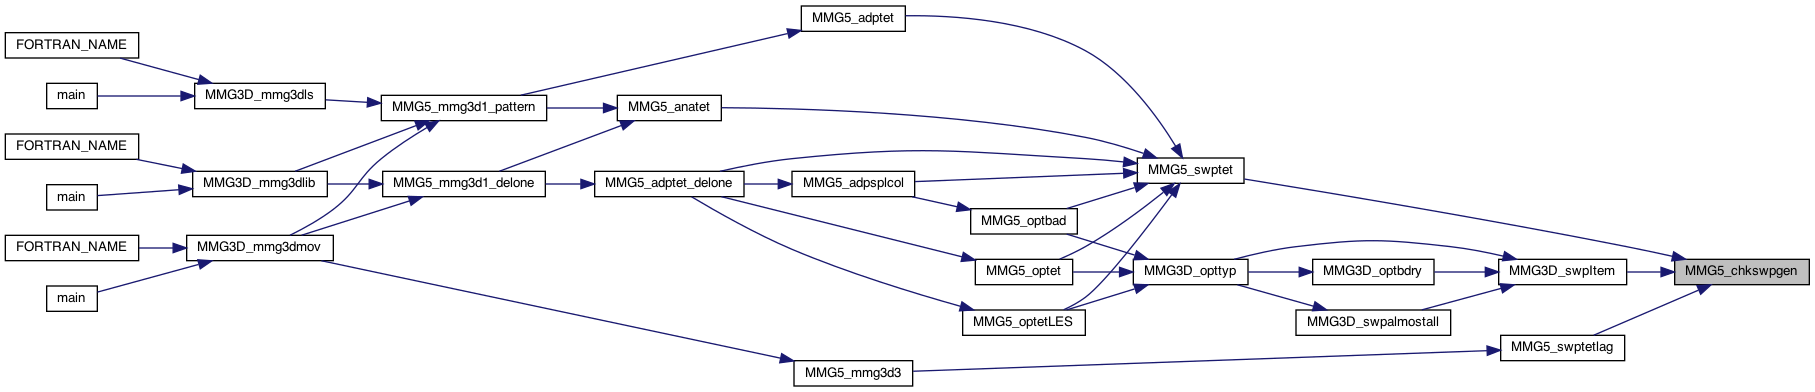 MMG5_adptet
FORTRAN_NAME
main
MMG3D_mmg3dls
MMG5_mmg3d1_pattern
MMG5_anatet
FORTRAN_NAME
MMG5_swptet
main
MMG3D_mmg3dlib
MMG5_mmg3d1_delone
MMG5_adptet_delone
MMG5_adpsplcol
MMG5_optbad
FORTRAN_NAME
MMG3D_mmg3dmov
MMG5_optet
MMG3D_opttyp
MMG3D_optbdry
MMG3D_swpItem
MMG5_chkswpgen
main
MMG5_optetLES
MMG3D_swpalmostall
MMG5_swptetlag
MMG5_mmg3d3